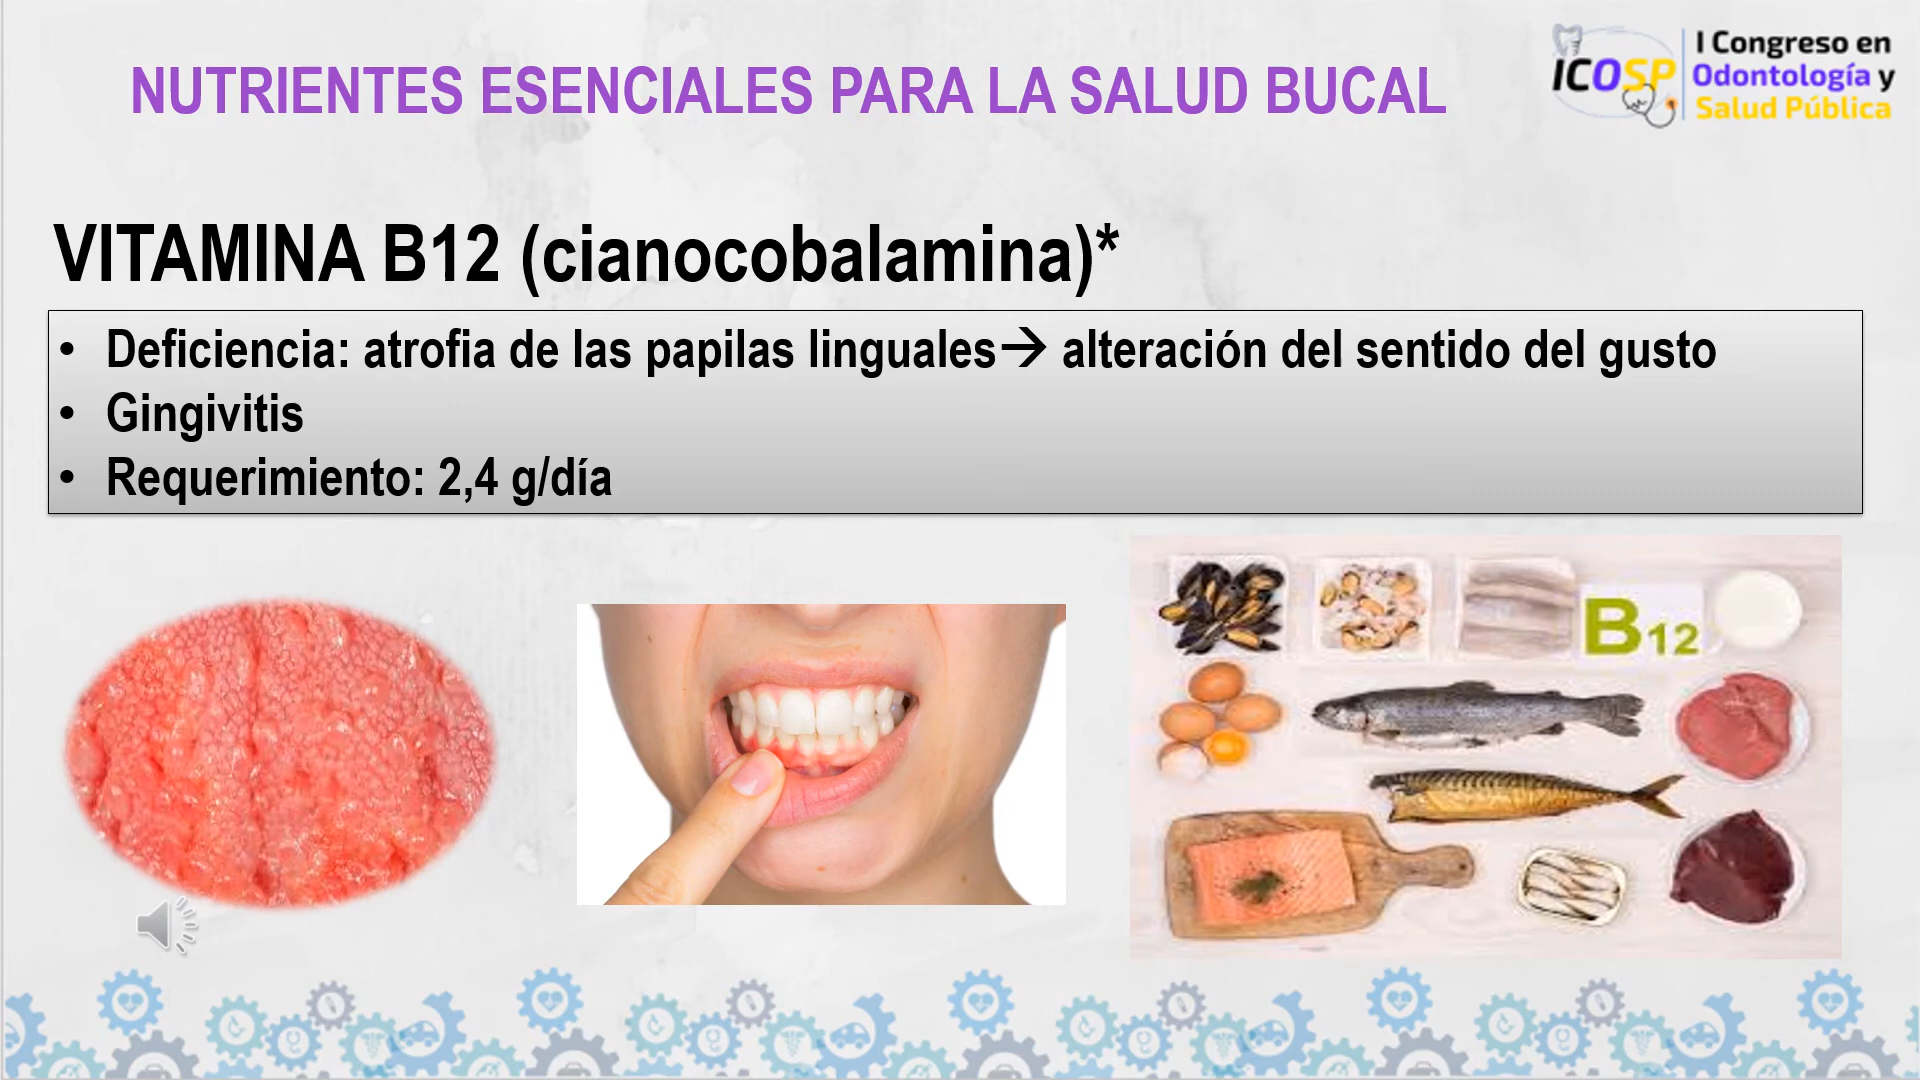 NUTRIENTES ESENCIALES PARA LA SALUD BUCAL
ICOSP
I Congreso en
Odontología y
Salud Pública
VITAMINA B12 (cianocobalamina)*
• Deficiencia: atrofia de las papilas linguales→ alteración del sentido del gusto
• Gingivitis
• Requerimiento: 2,4 g/día
B12